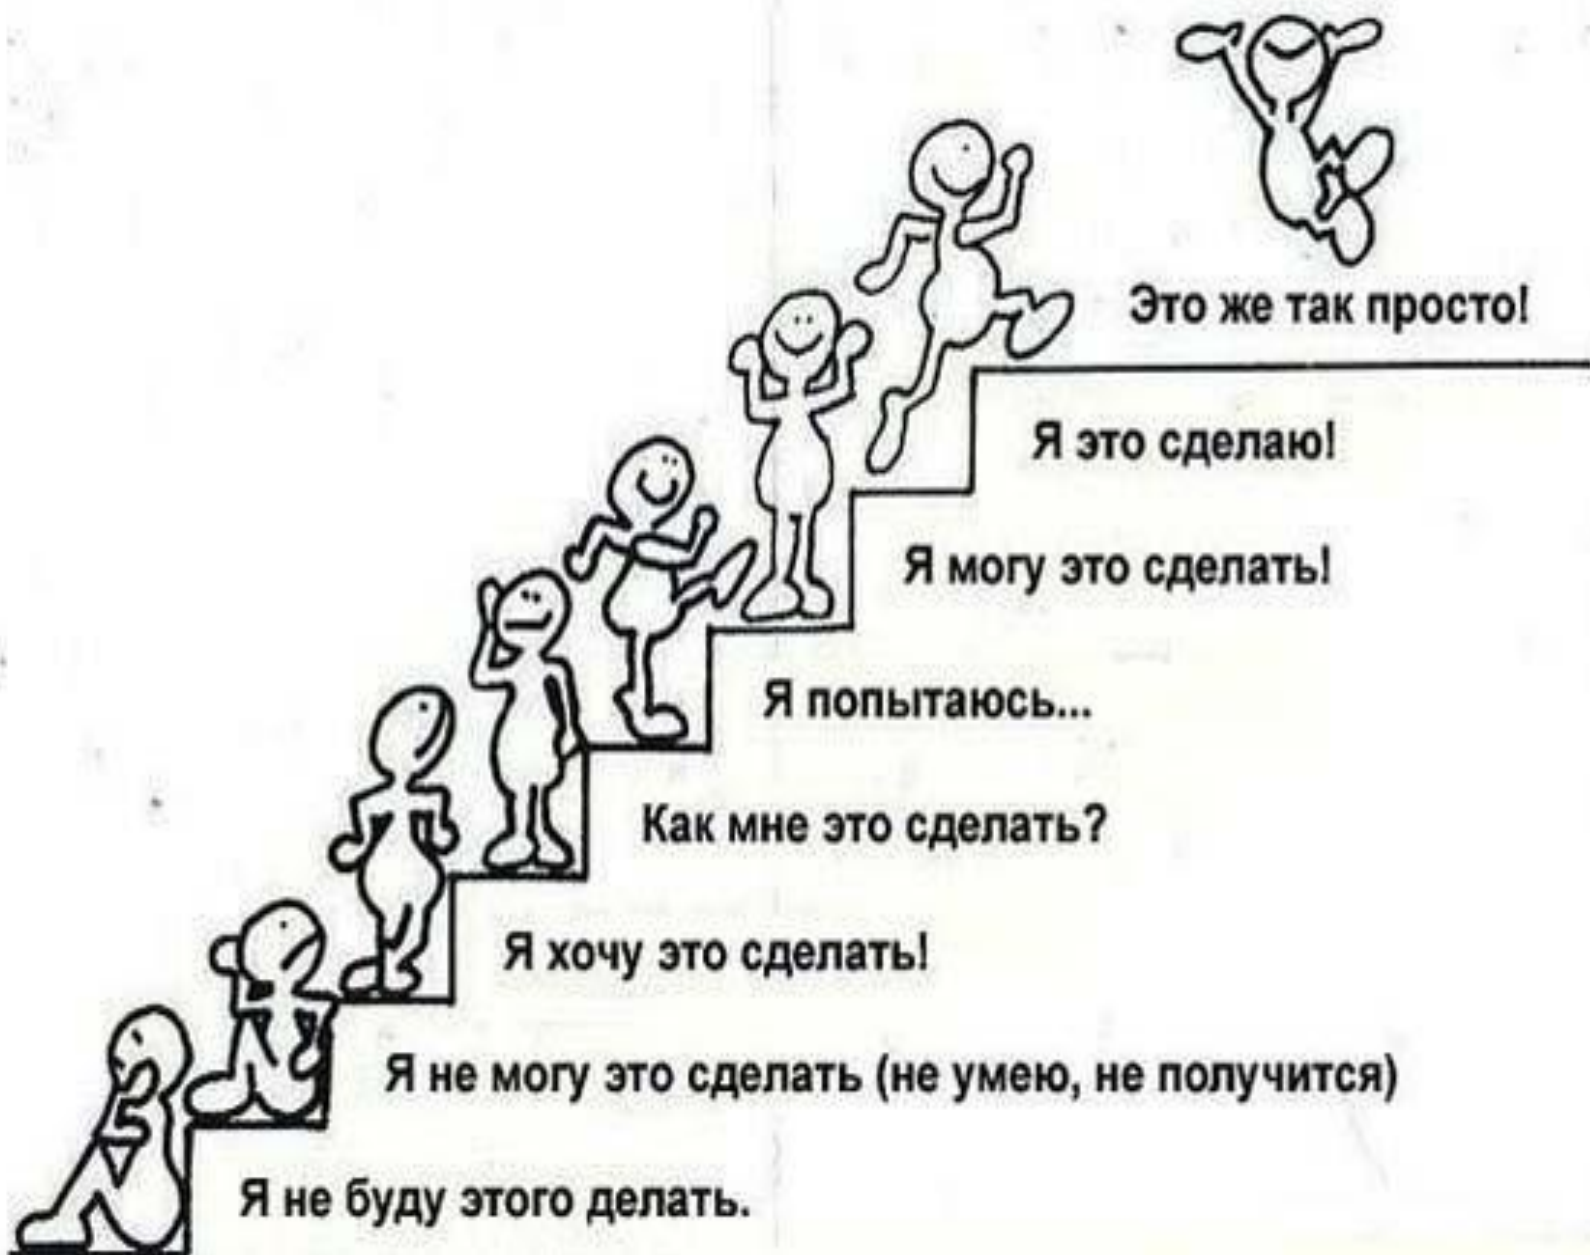 Это же так просто!
Я это сделаю!
Я могу это сделать!
Я попытаюсь...
Как мне это сделать?
Я хочу это сделать!
Я не могу это сделать (не умею, не получится)
Я не буду этого делать.